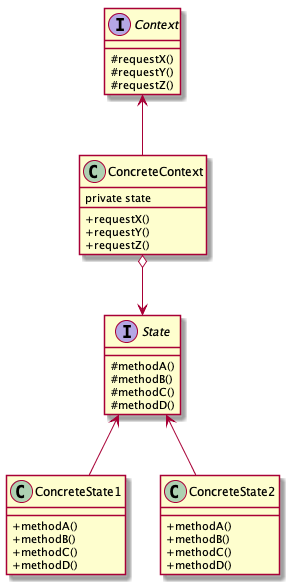 I Context
#requestX()
#requestY()
#requestZ()
C ConcreteContext
private state
+requestX()
+requestY()
+requestZ()
I State
#methodA()
#methodB()
#methodC()
#methodD()
C ConcreteState1
+methodA()
+methodB()
+methodC()
+methodD()
C ConcreteState2
+methodA()
+methodB()
+methodC()
+methodD()